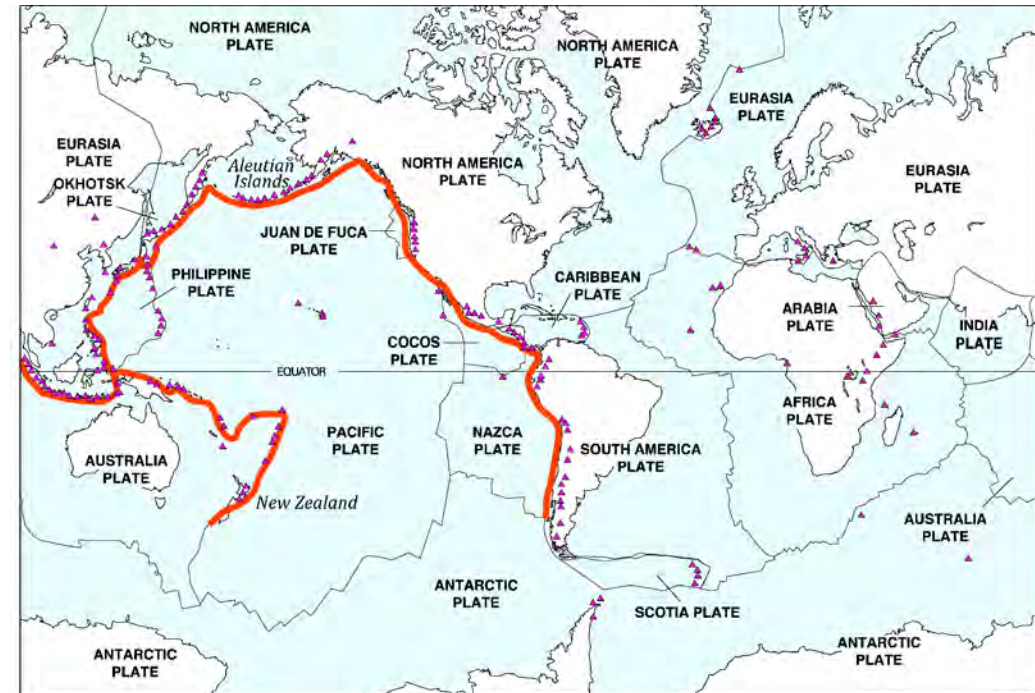 NORTH AMERICA
PLATE
NORTH AMERICA
PLATE
EURASIA
PLATE
EURASIA
PLATE
OKHOTSK
PLATE
Aleutian
Islands
NORTH AMERICA
PLATE
EURASIA
PLATE
JUAN DE FUCA
PLATE
PHILIPPINE
PLATE
CARIBBEAN
PLATE
ARABIA
PLATE
INDIA
PLATE
COCOS
PLATE
EQUATOR
AFRICA
PLATE
PACIFIC
PLATE
NAZCA
PLATE
SOUTH AMERICA
PLATE
AUSTRALIA
PLATE
New Zealand
AUSTRALIA
PLATE
ANTARCTIC
PLATE
SCOTIA PLATE
ANTARCTIC
PLATE
ANTARCTIC
PLATE